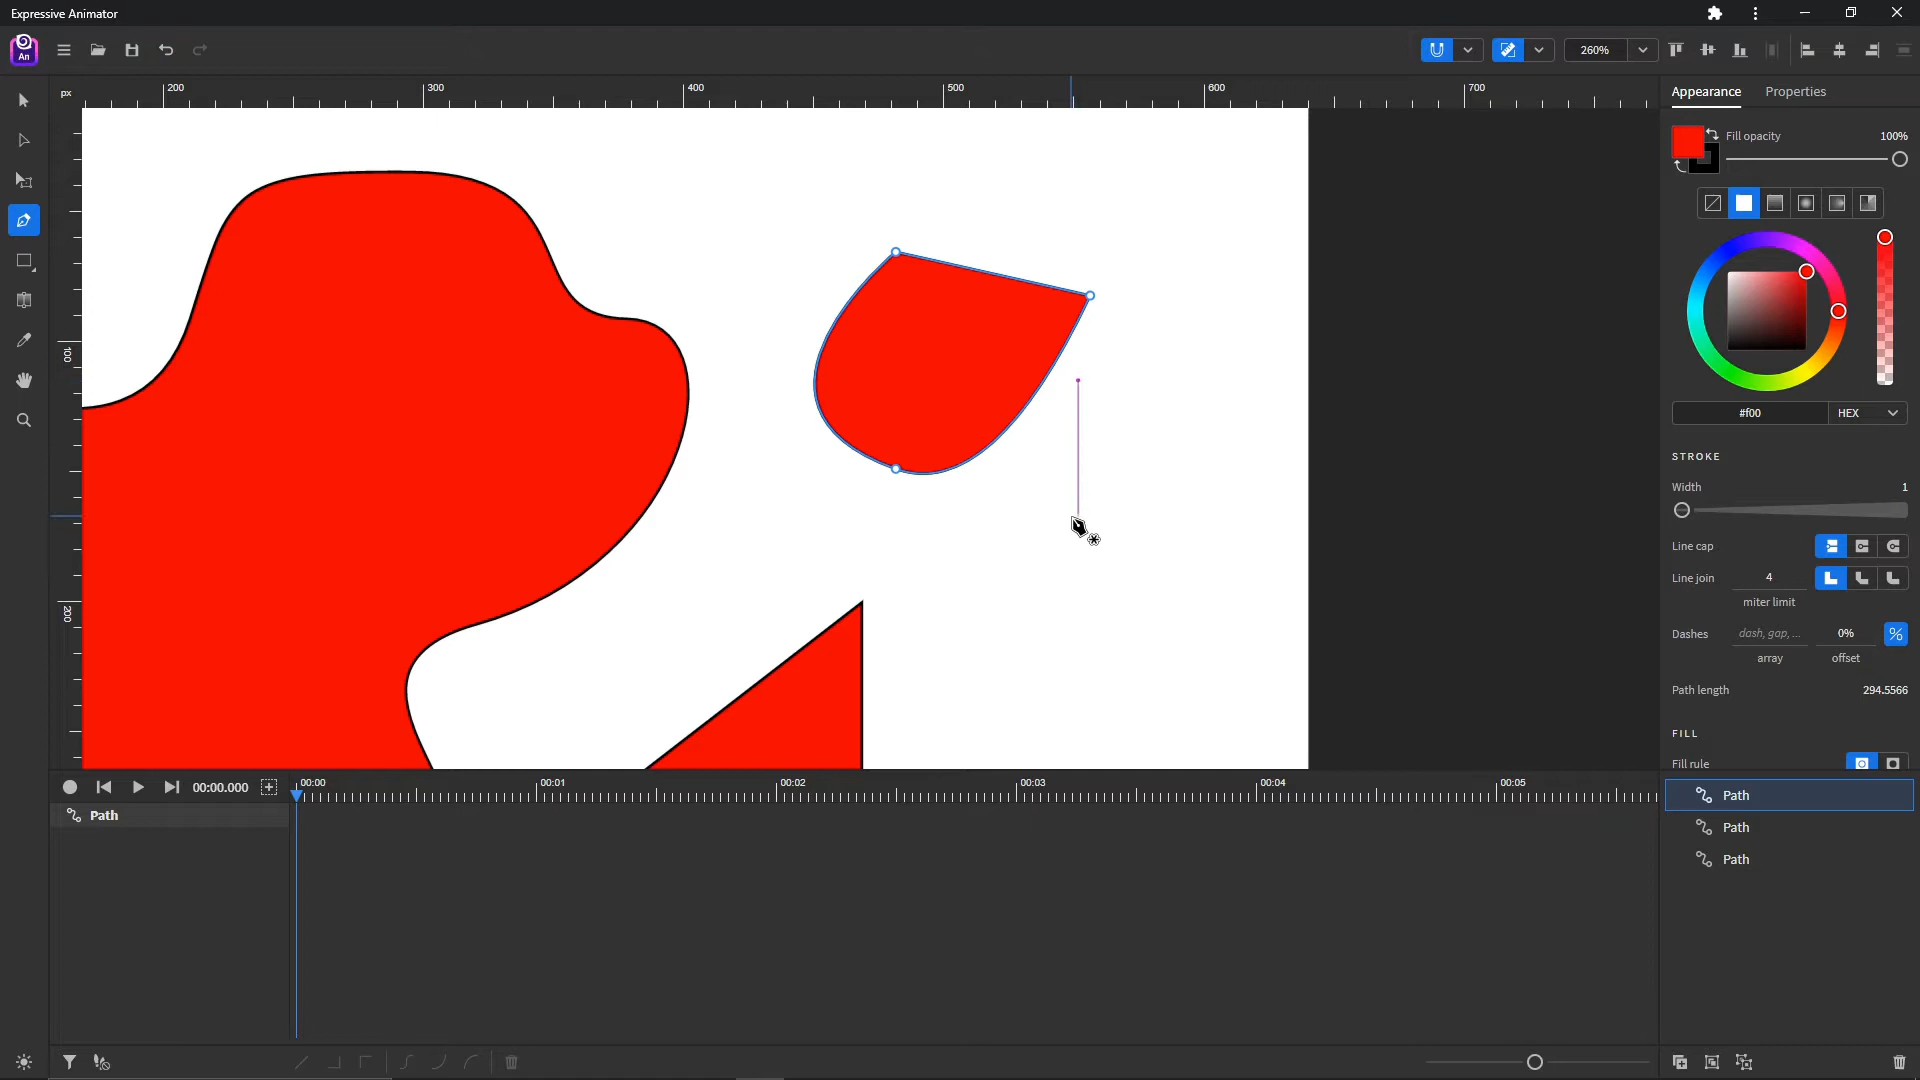 Expressive Animator
An
260%
px
200
300
400
500
600
700
100
200
Appearance
Properties
Fill opacity
100%
#f00
HEX
STROKE
Width
1
Line cap
Line join
4
miter limit
Dashes
dash, gap, ...
0%
%
array
offset
Path length
294.5566
FILL
Fill rule
00:00.000
00:00
00:01
00:02
00:03
00:04
00:05
Path
Path
Path
Path